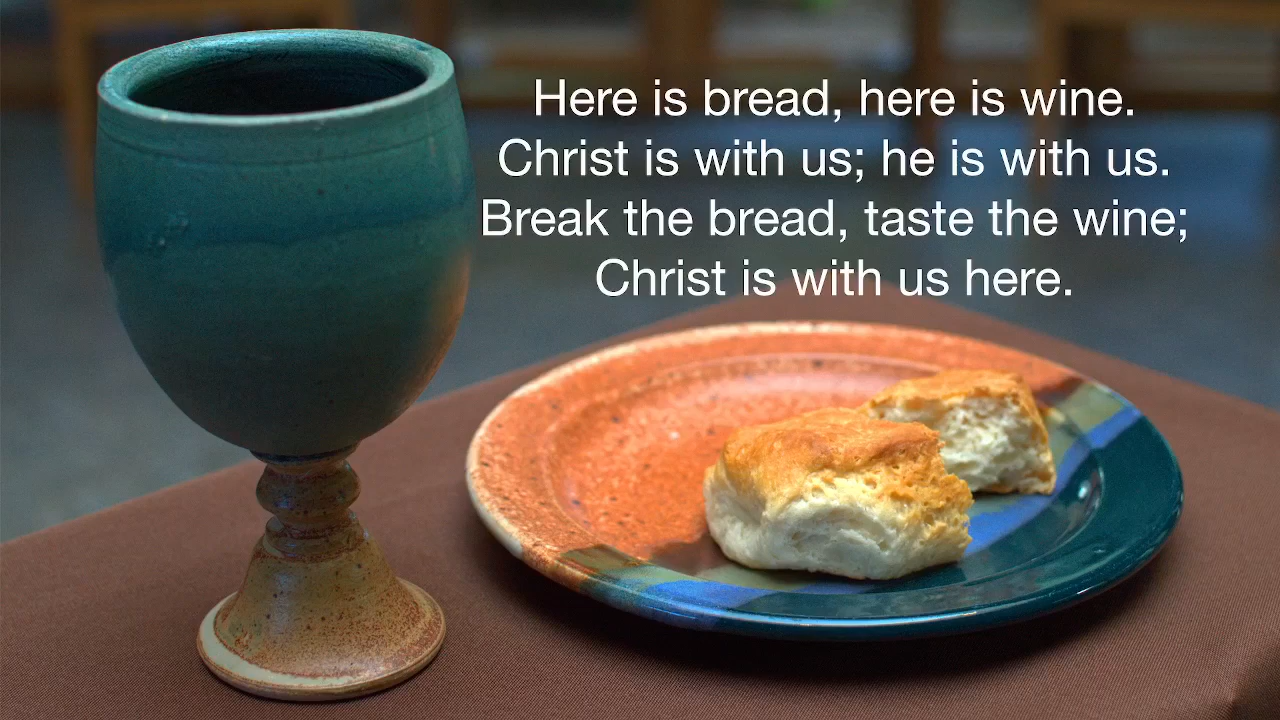 Here is bread, here is wine.
Christ is with us; he is with us.
Break the bread, taste the wine;
Christ is with us here.